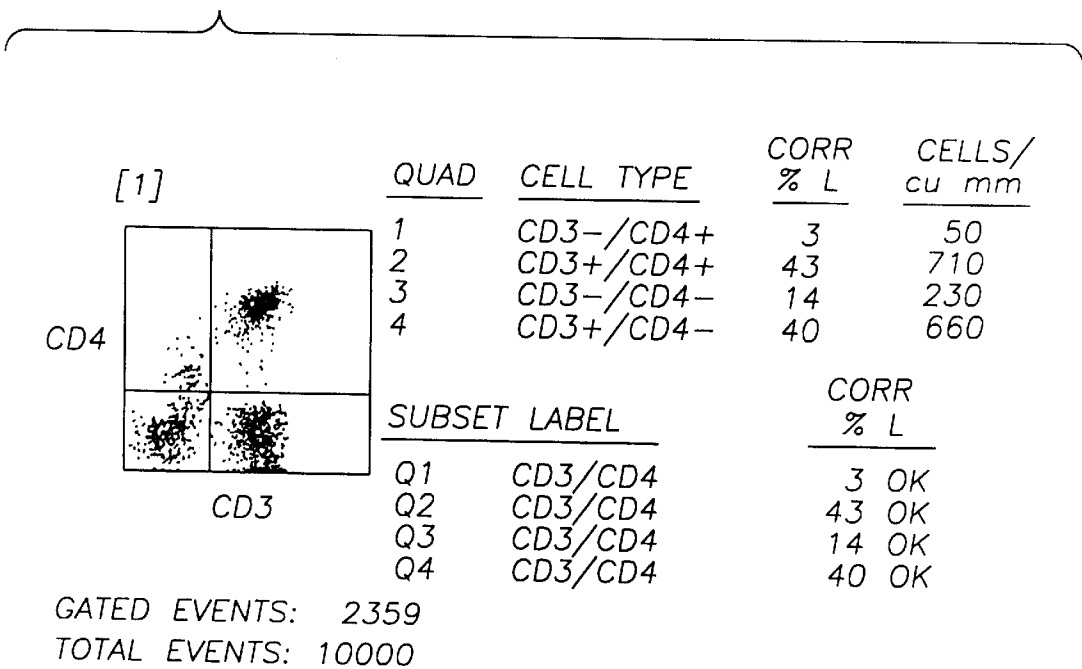 [1]
CD4
CD3
QUAD CELL TYPE CORR % L CELLS/ cu mm
1 CD3-/CD4+ 3 50
2 CD3+/CD4+ 43 710
3 CD3-/CD4- 14 230
4 CD3+/CD4- 40 660
SUBSET LABEL CORR % L
Q1 CD3/CD4 3 OK
Q2 CD3/CD4 43 OK
Q3 CD3/CD4 14 OK
Q4 CD3/CD4 40 OK
GATED EVENTS: 2359
TOTAL EVENTS: 10000